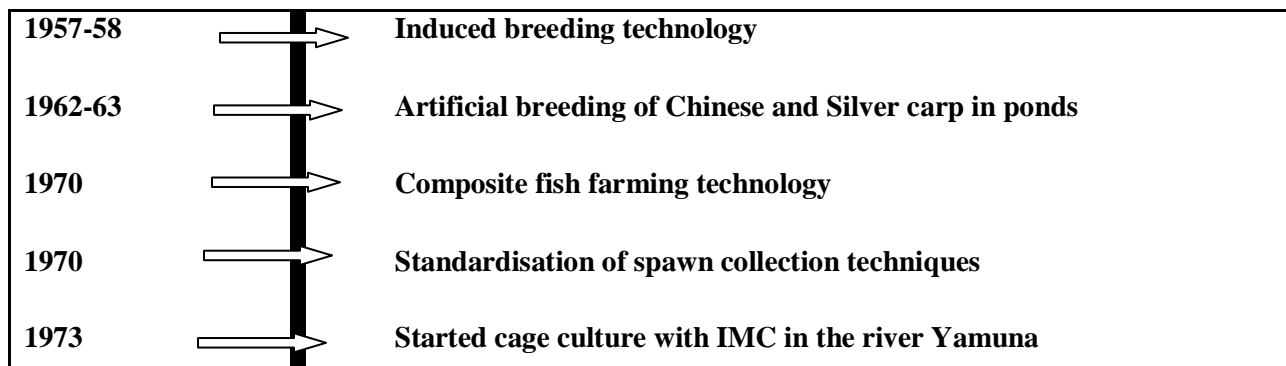 1957-58 Induced breeding technology
1962-63 Artificial breeding of Chinese and Silver carp in ponds
1970 Composite fish farming technology
1970 Standardisation of spawn collection techniques
1973 Started cage culture with IMC in the river Yamuna